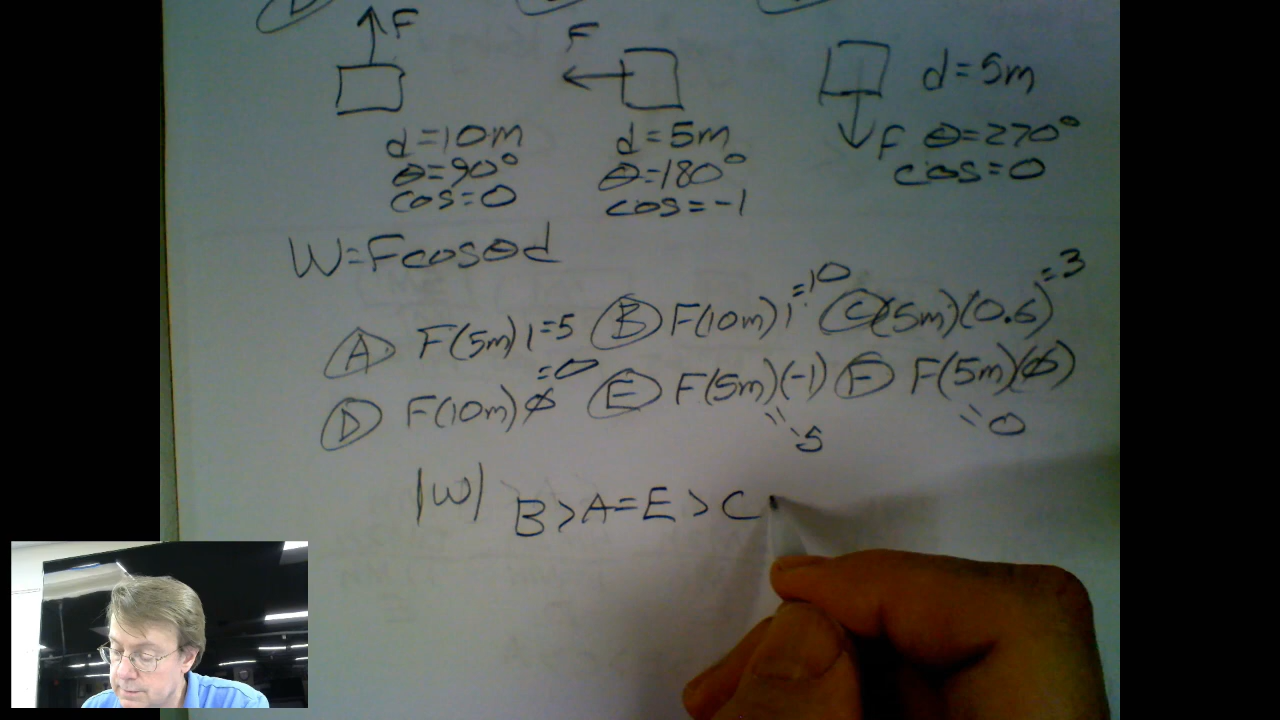 D
F
d=10m
θ=90°
cos=0
F
d=5m
θ=180°
cos=-1
F
d=5m
θ=270°
cos=0
W=Fcosθd
A F(5m)1=5 B F(10m)1=10 C (5m)(0.6)=3
D F(10m)0=0 E F(5m)(-1) F F(5m)(0)
=5 =0
|W| B>A=E>C